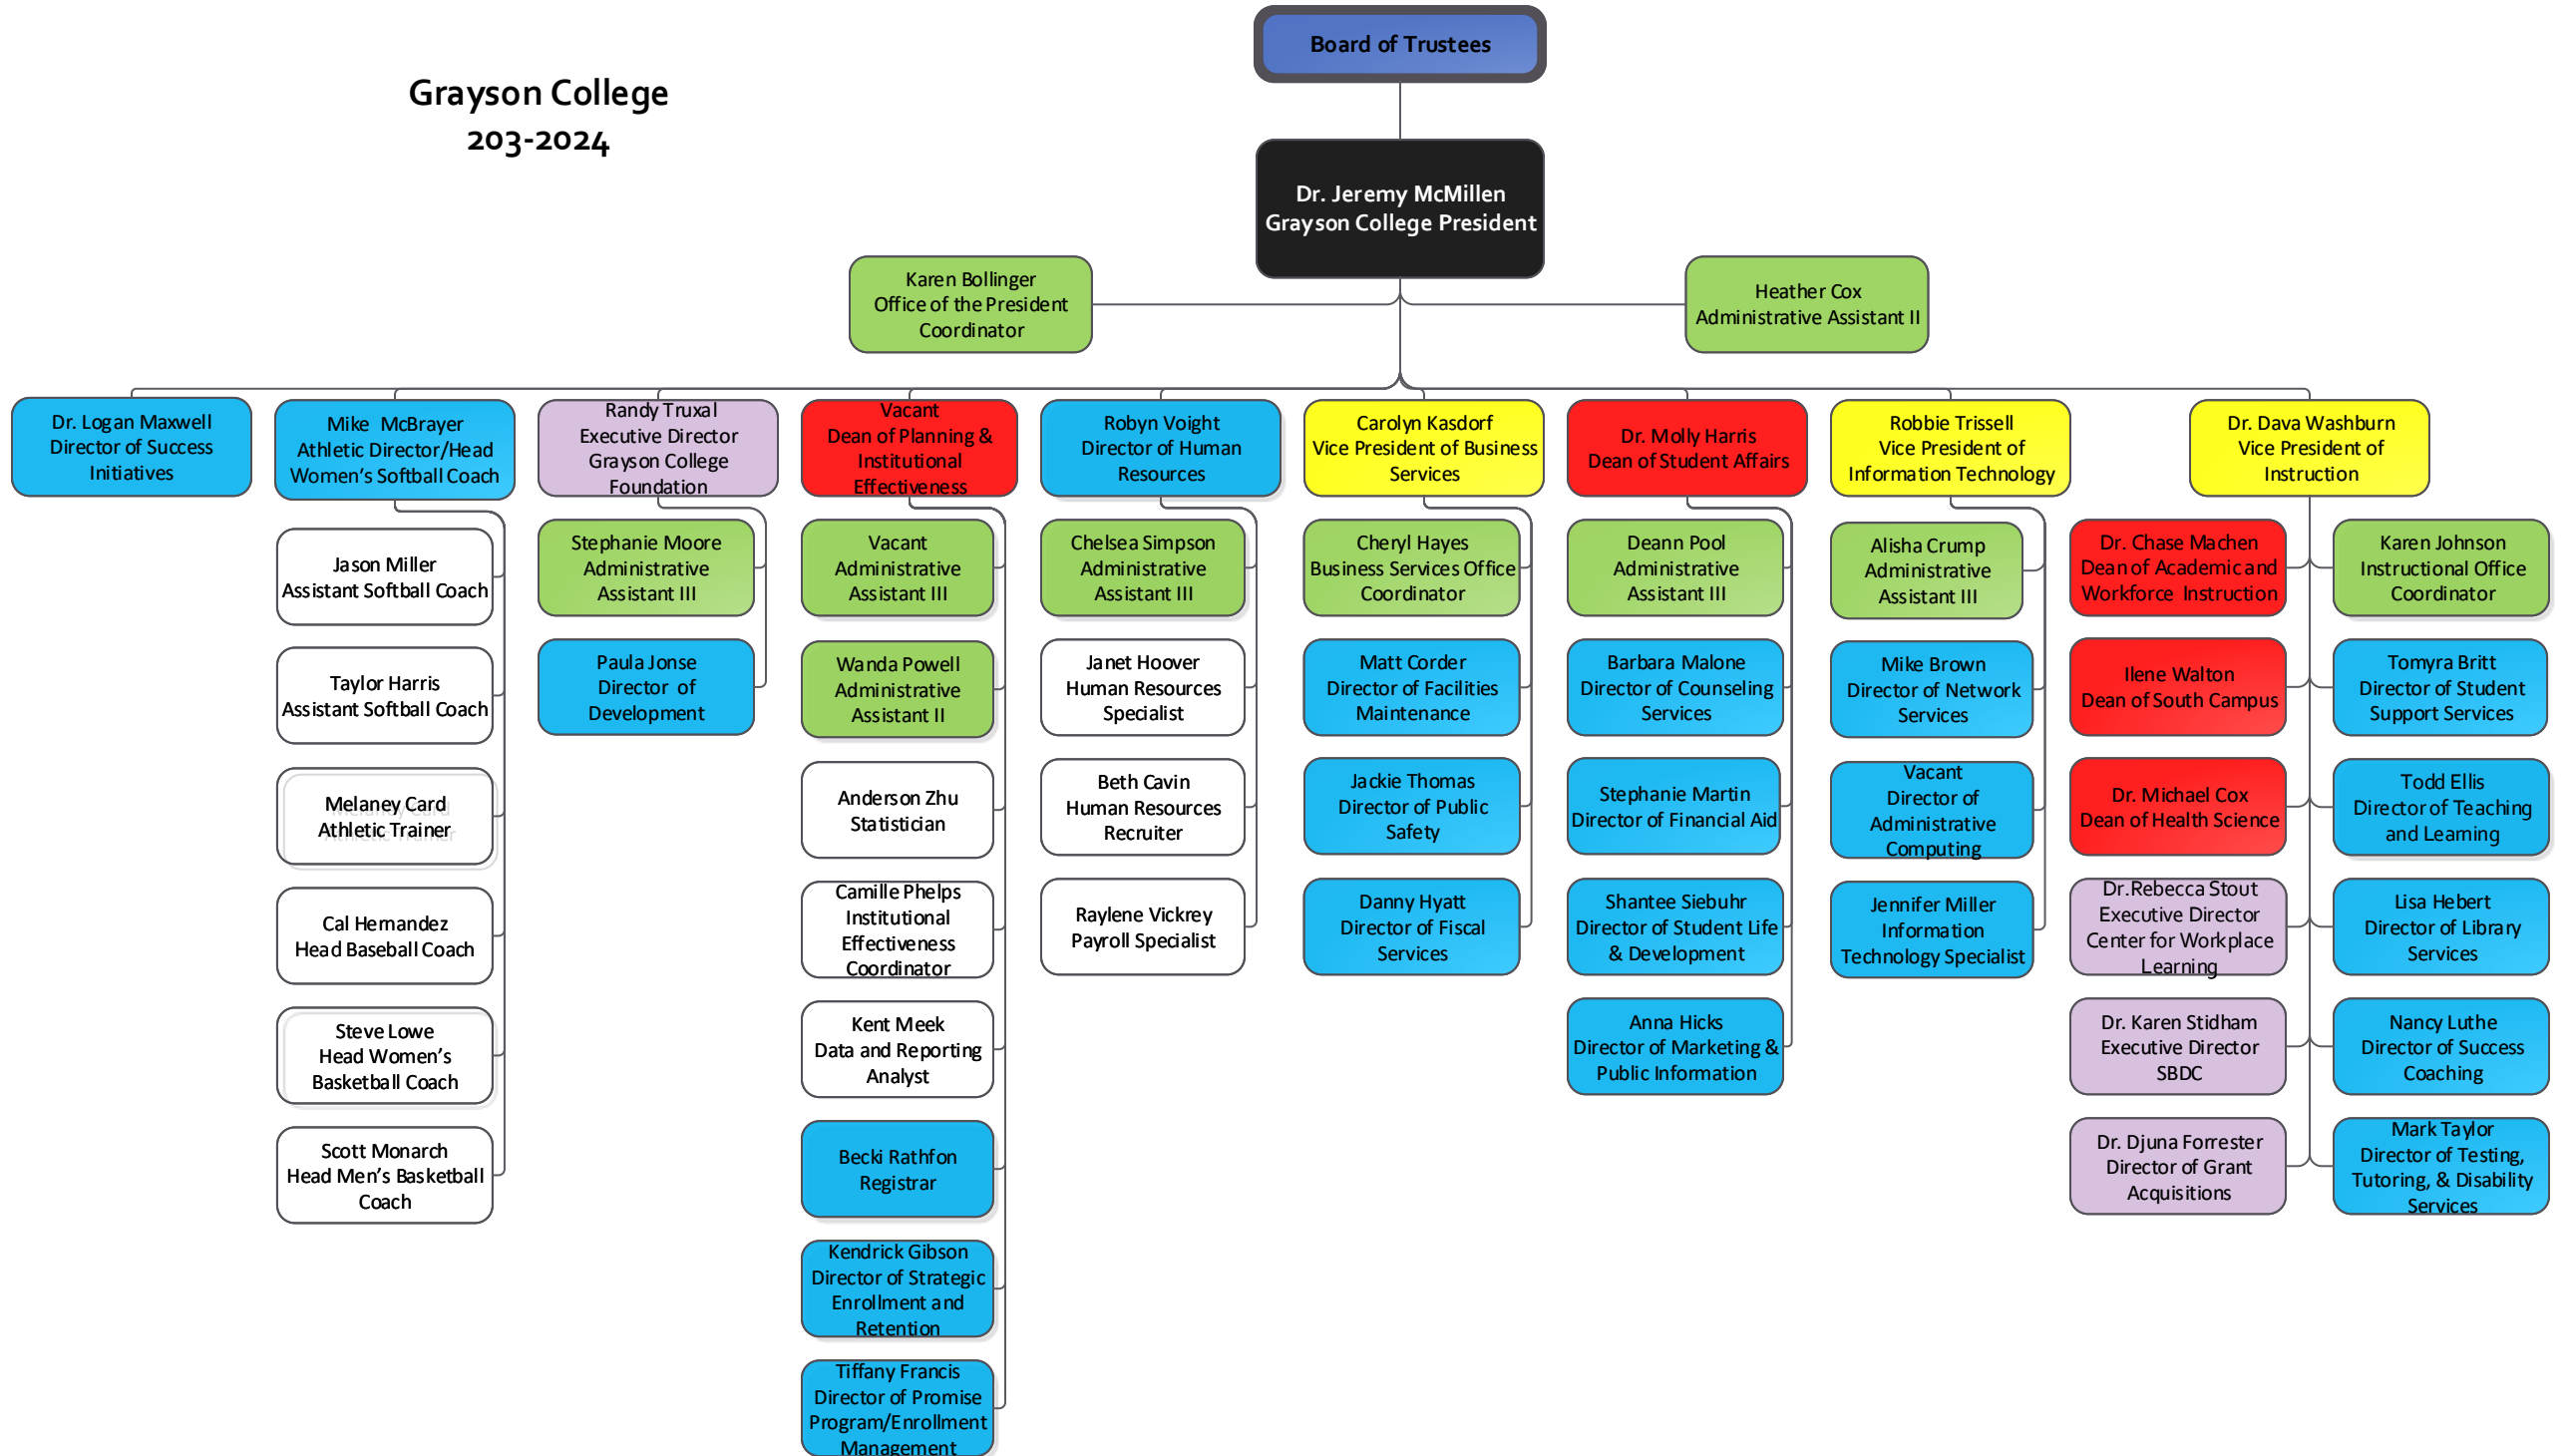 Board of Trustees
Grayson College
203-2024
Dr. Jeremy McMillen
Grayson College President
Karen Bollinger
Office of the President
Coordinator
Heather Cox
Administrative Assistant II
Dr. Logan Maxwell
Director of Success
Initiatives
Mike  McBrayer
Athletic Director/Head
Women's Softball Coach
Jason Miller
Assistant Softball Coach
Taylor Harris
Assistant Softball Coach
Melaney Card
Athletic Trainer
Cal Hernandez
Head Baseball Coach
Steve Lowe
Head Women's
Basketball Coach
Scott Monarch
Head Men's Basketball
Coach
Randy Truxal
Executive Director
Grayson College
Foundation
Stephanie Moore
Administrative
Assistant III
Paula Jonse
Director  of
Development
Vacant
Dean of Planning &
Institutional
Effectiveness
Vacant
Administrative
Assistant III
Wanda Powell
Administrative
Assistant II
Anderson Zhu
Statistician
Camille Phelps
Institutional
Effectiveness
Coordinator
Kent Meek
Data and Reporting
Analyst
Becki Rathfon
Registrar
Kendrick Gibson
Director of Strategic
Enrollment and
Retention
Tiffany Francis
Director of Promise
Program/Enrollment
Management
Robyn Voight
Director of Human
Resources
Chelsea Simpson
Administrative
Assistant III
Janet Hoover
Human Resources
Specialist
Beth Cavin
Human Resources
Recruiter
Raylene Vickrey
Payroll Specialist
Carolyn Kasdorf
Vice President of Business
Services
Cheryl Hayes
Business Services Office
Coordinator
Matt Corder
Director of Facilities
Maintenance
Jackie Thomas
Director of Public
Safety
Danny Hyatt
Director of Fiscal
Services
Dr. Molly Harris
Dean of Student Affairs
Deann Pool
Administrative
Assistant III
Barbara Malone
Director of Counseling
Services
Stephanie Martin
Director of Financial Aid
Shantee Siebuhr
Director of Student Life
& Development
Anna Hicks
Director of Marketing &
Public Information
Robbie Trissell
Vice President of
Information Technology
Alisha Crump
Administrative
Assistant III
Mike Brown
Director of Network
Services
Vacant
Director of
Administrative
Computing
Jennifer Miller
Information
Technology Specialist
Dr. Dava Washburn
Vice President of
Instruction
Dr. Chase Machen
Dean of Academic and
Workforce  Instruction
Ilene Walton
Dean of South Campus
Dr. Michael Cox
Dean of Health Science
Dr.Rebecca Stout
Executive Director
Center for Workplace
Learning
Dr. Karen Stidham
Executive Director
SBDC
Dr. Djuna Forrester
Director of Grant
Acquisitions
Karen Johnson
Instructional Office
Coordinator
Tomyra Britt
Director of Student
Support Services
Todd Ellis
Director of Teaching
and Learning
Lisa Hebert
Director of Library
Services
Nancy Luthe
Director of Success
Coaching
Mark Taylor
Director of Testing,
Tutoring, & Disability
Services